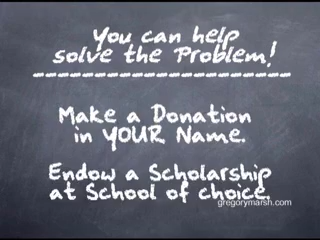 You can help
solve the Problem!
---------------------
Make a Donation
in YOUR Name.
Endow a Scholarship
at School of choice.
gregorymarsh.com